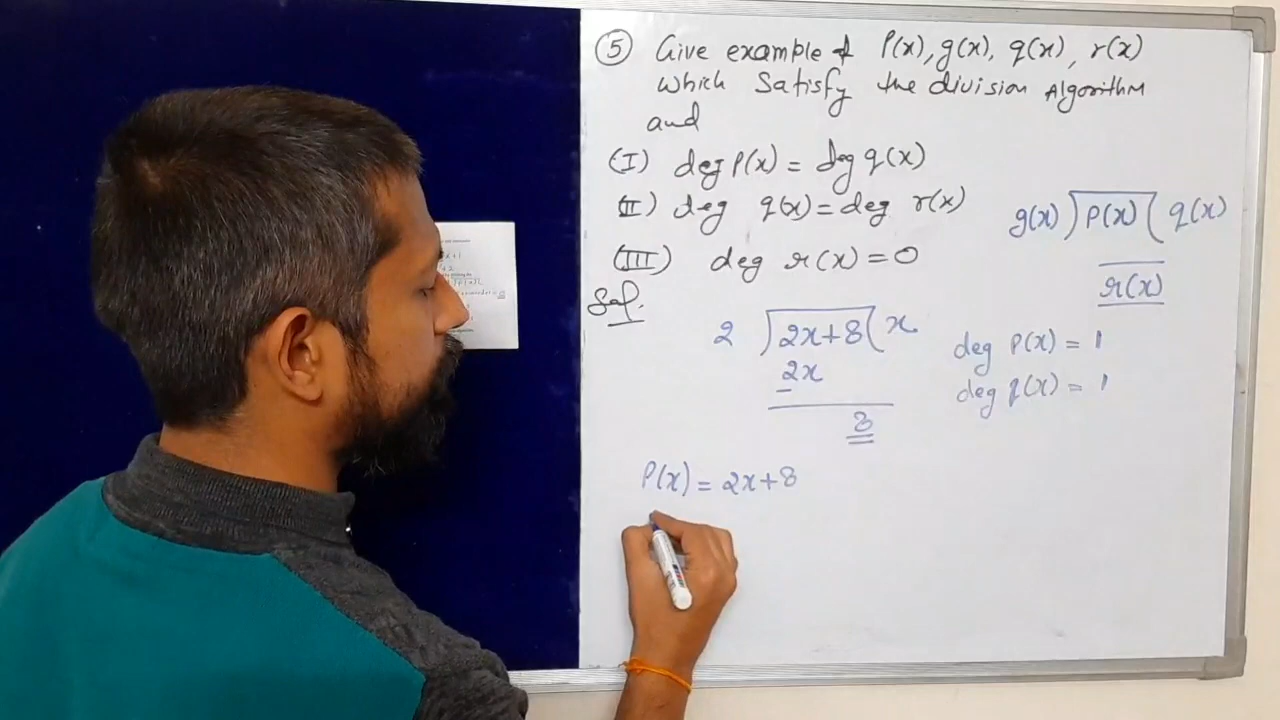 ⑤ Give example of P(x), g(x), q(x), r(x)
which Satisfy the division Algorithm
and
(I) deg P(x) = deg q(x)
(II) deg q(x) = deg r(x)
(III) deg r(x) = 0
g(x) ) P(x) ( q(x)
r(x)
Sol.
2 ) 2x+8 ( x
2x
8
deg P(x) = 1
deg q(x) = 1
P(x) = 2x+8